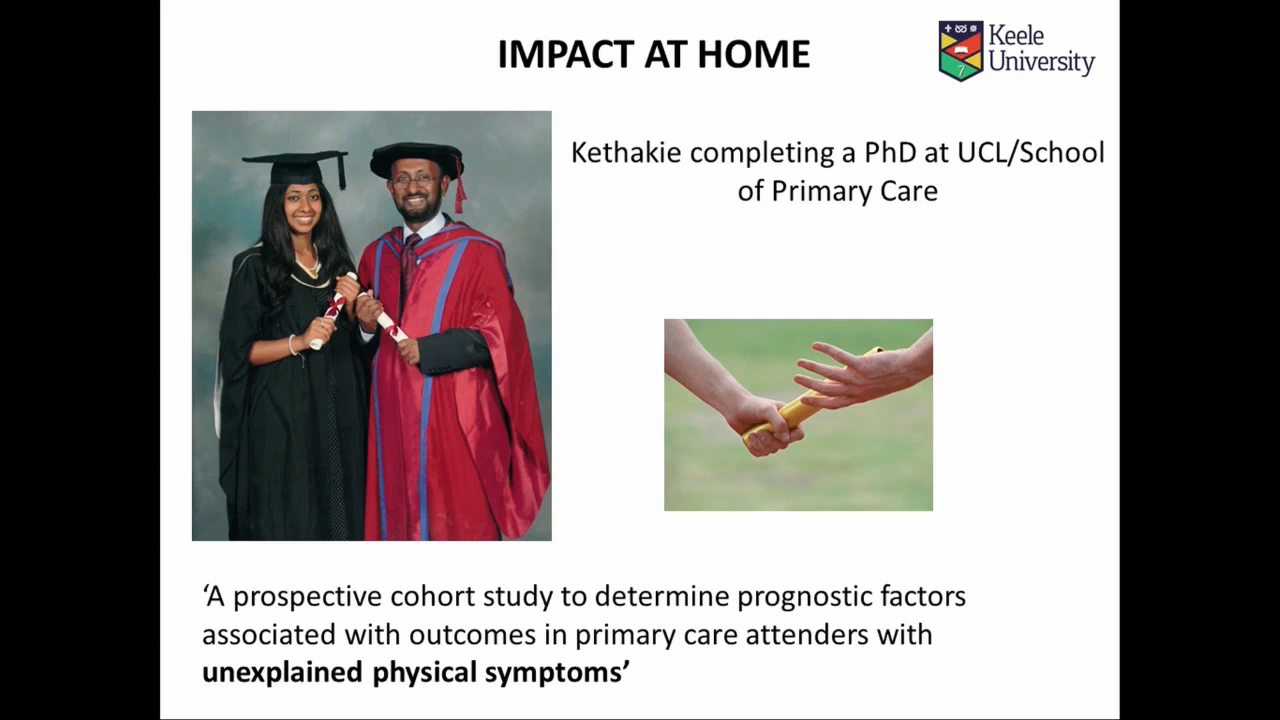 IMPACT AT HOME
Keele
University
Kethakie completing a PhD at UCL/School
of Primary Care
‘A prospective cohort study to determine prognostic factors
associated with outcomes in primary care attenders with
unexplained physical symptoms’